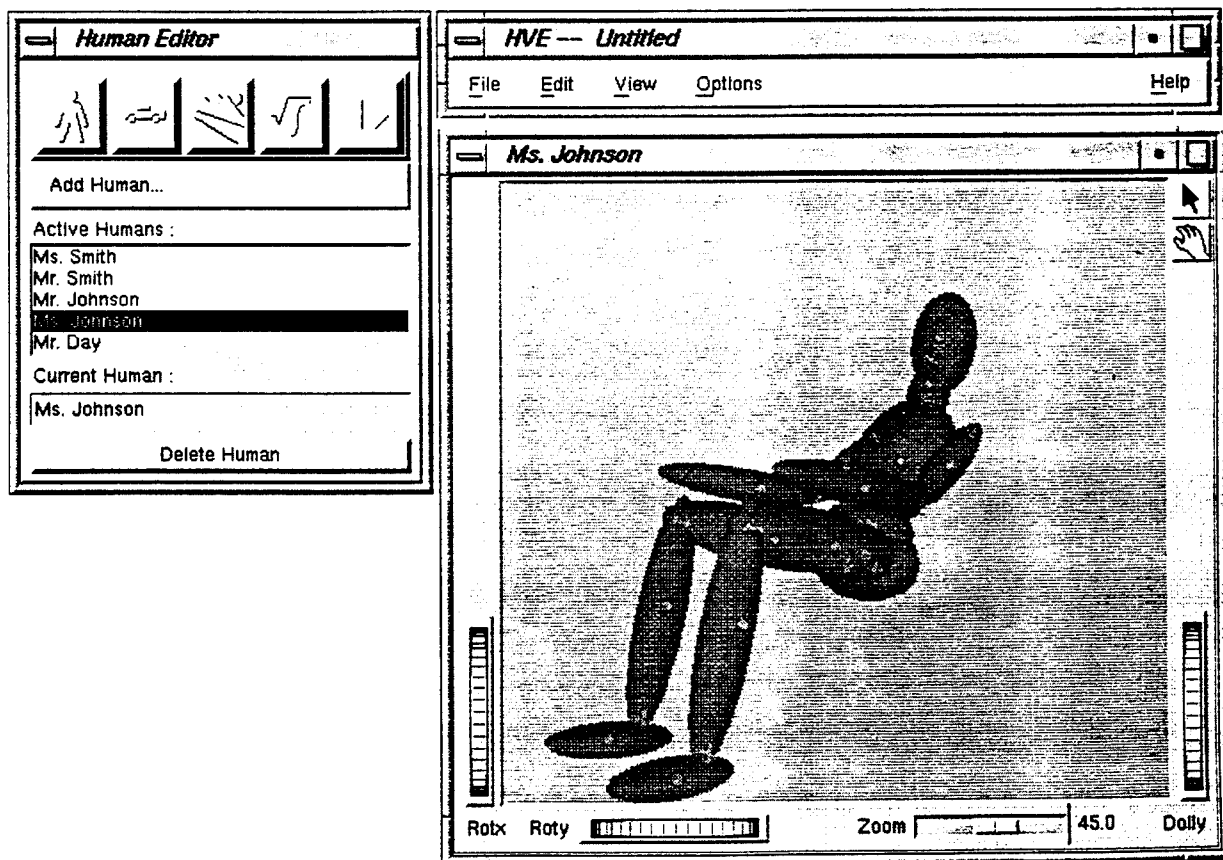 Human Editor
Add Human...
Active Humans :
Ms. Smith
Mr. Smith
Mr. Johnson
Ms. Johnson
Mr. Day
Current Human :
Ms. Johnson
Delete Human
HVE -- Untitled
File Edit View Options Help
Ms. Johnson
Rotx Roty Zoom 45.0 Dolly